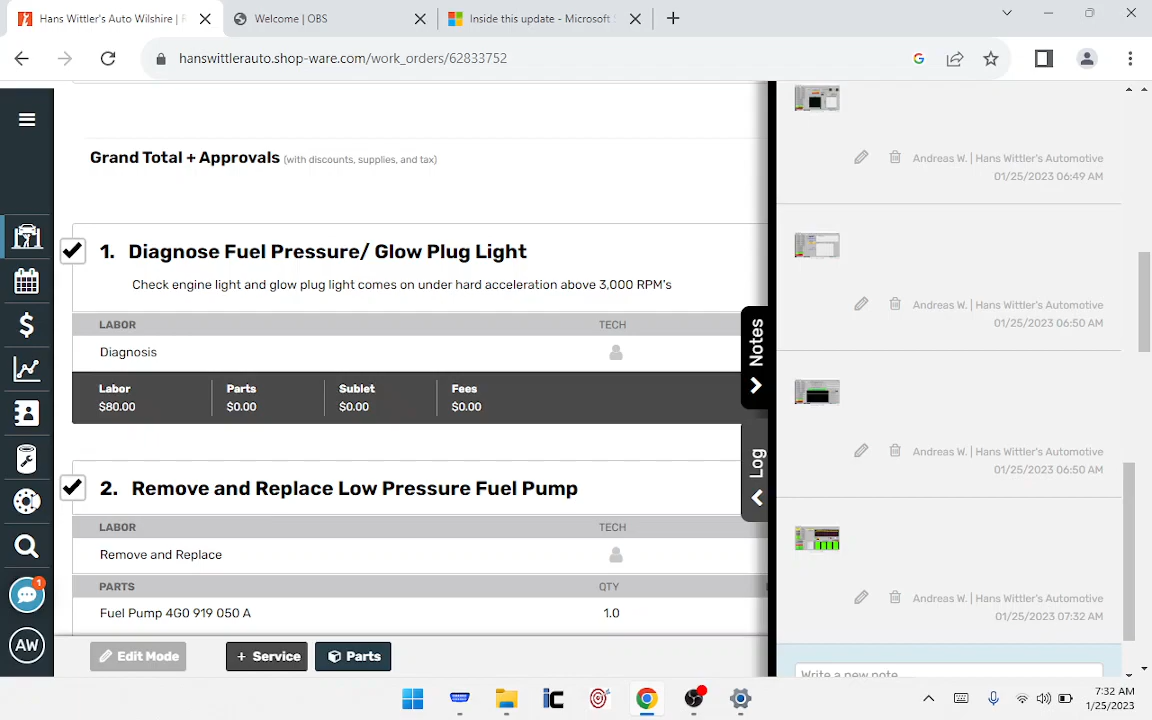 Hans Wittler's Auto Wilshire | F
Welcome | OBS
Inside this update - Microsoft
hanswittlerauto.shop-ware.com/work_orders/62833752
Grand Total + Approvals (with discounts, supplies, and tax)
1. Diagnose Fuel Pressure/ Glow Plug Light
Check engine light and glow plug light comes on under hard acceleration above 3,000 RPM's
LABOR TECH
Diagnosis
Labor Parts Sublet Fees
$80.00 $0.00 $0.00 $0.00
2. Remove and Replace Low Pressure Fuel Pump
LABOR TECH
Remove and Replace
PARTS QTY
Fuel Pump 4G0 919 050 A 1.0
Edit Mode
+ Service
Parts
1
AW
Notes
Log
Andreas W. | Hans Wittler's Automotive
01/25/2023 06:49 AM
Andreas W. | Hans Wittler's Automotive
01/25/2023 06:50 AM
Andreas W. | Hans Wittler's Automotive
01/25/2023 06:50 AM
Andreas W. | Hans Wittler's Automotive
01/25/2023 07:32 AM
Write a new note
7:32 AM
1/25/2023